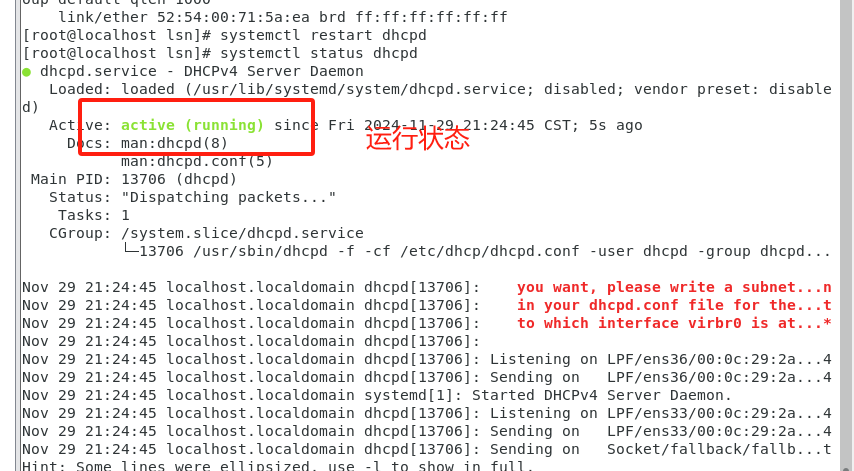 oup default qlen 1000
    link/ether 52:54:00:71:5a:ea brd ff:ff:ff:ff:ff:ff
[root@localhost lsn]# systemctl restart dhcpd
[root@localhost lsn]# systemctl status dhcpd
● dhcpd.service - DHCPv4 Server Daemon
   Loaded: loaded (/usr/lib/systemd/system/dhcpd.service; disabled; vendor preset: disable
d)
   Active: active (running) since Fri 2024-11-29 21:24:45 CST; 5s ago
运行状态
     Docs: man:dhcpd(8)
           man:dhcpd.conf(5)
 Main PID: 13706 (dhcpd)
   Status: "Dispatching packets..."
    Tasks: 1
   CGroup: /system.slice/dhcpd.service
           └─13706 /usr/sbin/dhcpd -f -cf /etc/dhcp/dhcpd.conf -user dhcpd -group dhcpd...
Nov 29 21:24:45 localhost.localdomain dhcpd[13706]:    you want, please write a subnet...n
Nov 29 21:24:45 localhost.localdomain dhcpd[13706]:    in your dhcpd.conf file for the...t
Nov 29 21:24:45 localhost.localdomain dhcpd[13706]:    to which interface virbr0 is at...*
Nov 29 21:24:45 localhost.localdomain dhcpd[13706]:
Nov 29 21:24:45 localhost.localdomain dhcpd[13706]: Listening on LPF/ens36/00:0c:29:2a...4
Nov 29 21:24:45 localhost.localdomain dhcpd[13706]: Sending on   LPF/ens36/00:0c:29:2a...4
Nov 29 21:24:45 localhost.localdomain systemd[1]: Started DHCPv4 Server Daemon.
Nov 29 21:24:45 localhost.localdomain dhcpd[13706]: Listening on LPF/ens33/00:0c:29:2a...4
Nov 29 21:24:45 localhost.localdomain dhcpd[13706]: Sending on   LPF/ens33/00:0c:29:2a...4
Nov 29 21:24:45 localhost.localdomain dhcpd[13706]: Sending on   Socket/fallback/fallb...t
Hint: Some lines were ellipsized, use -l to show in full.